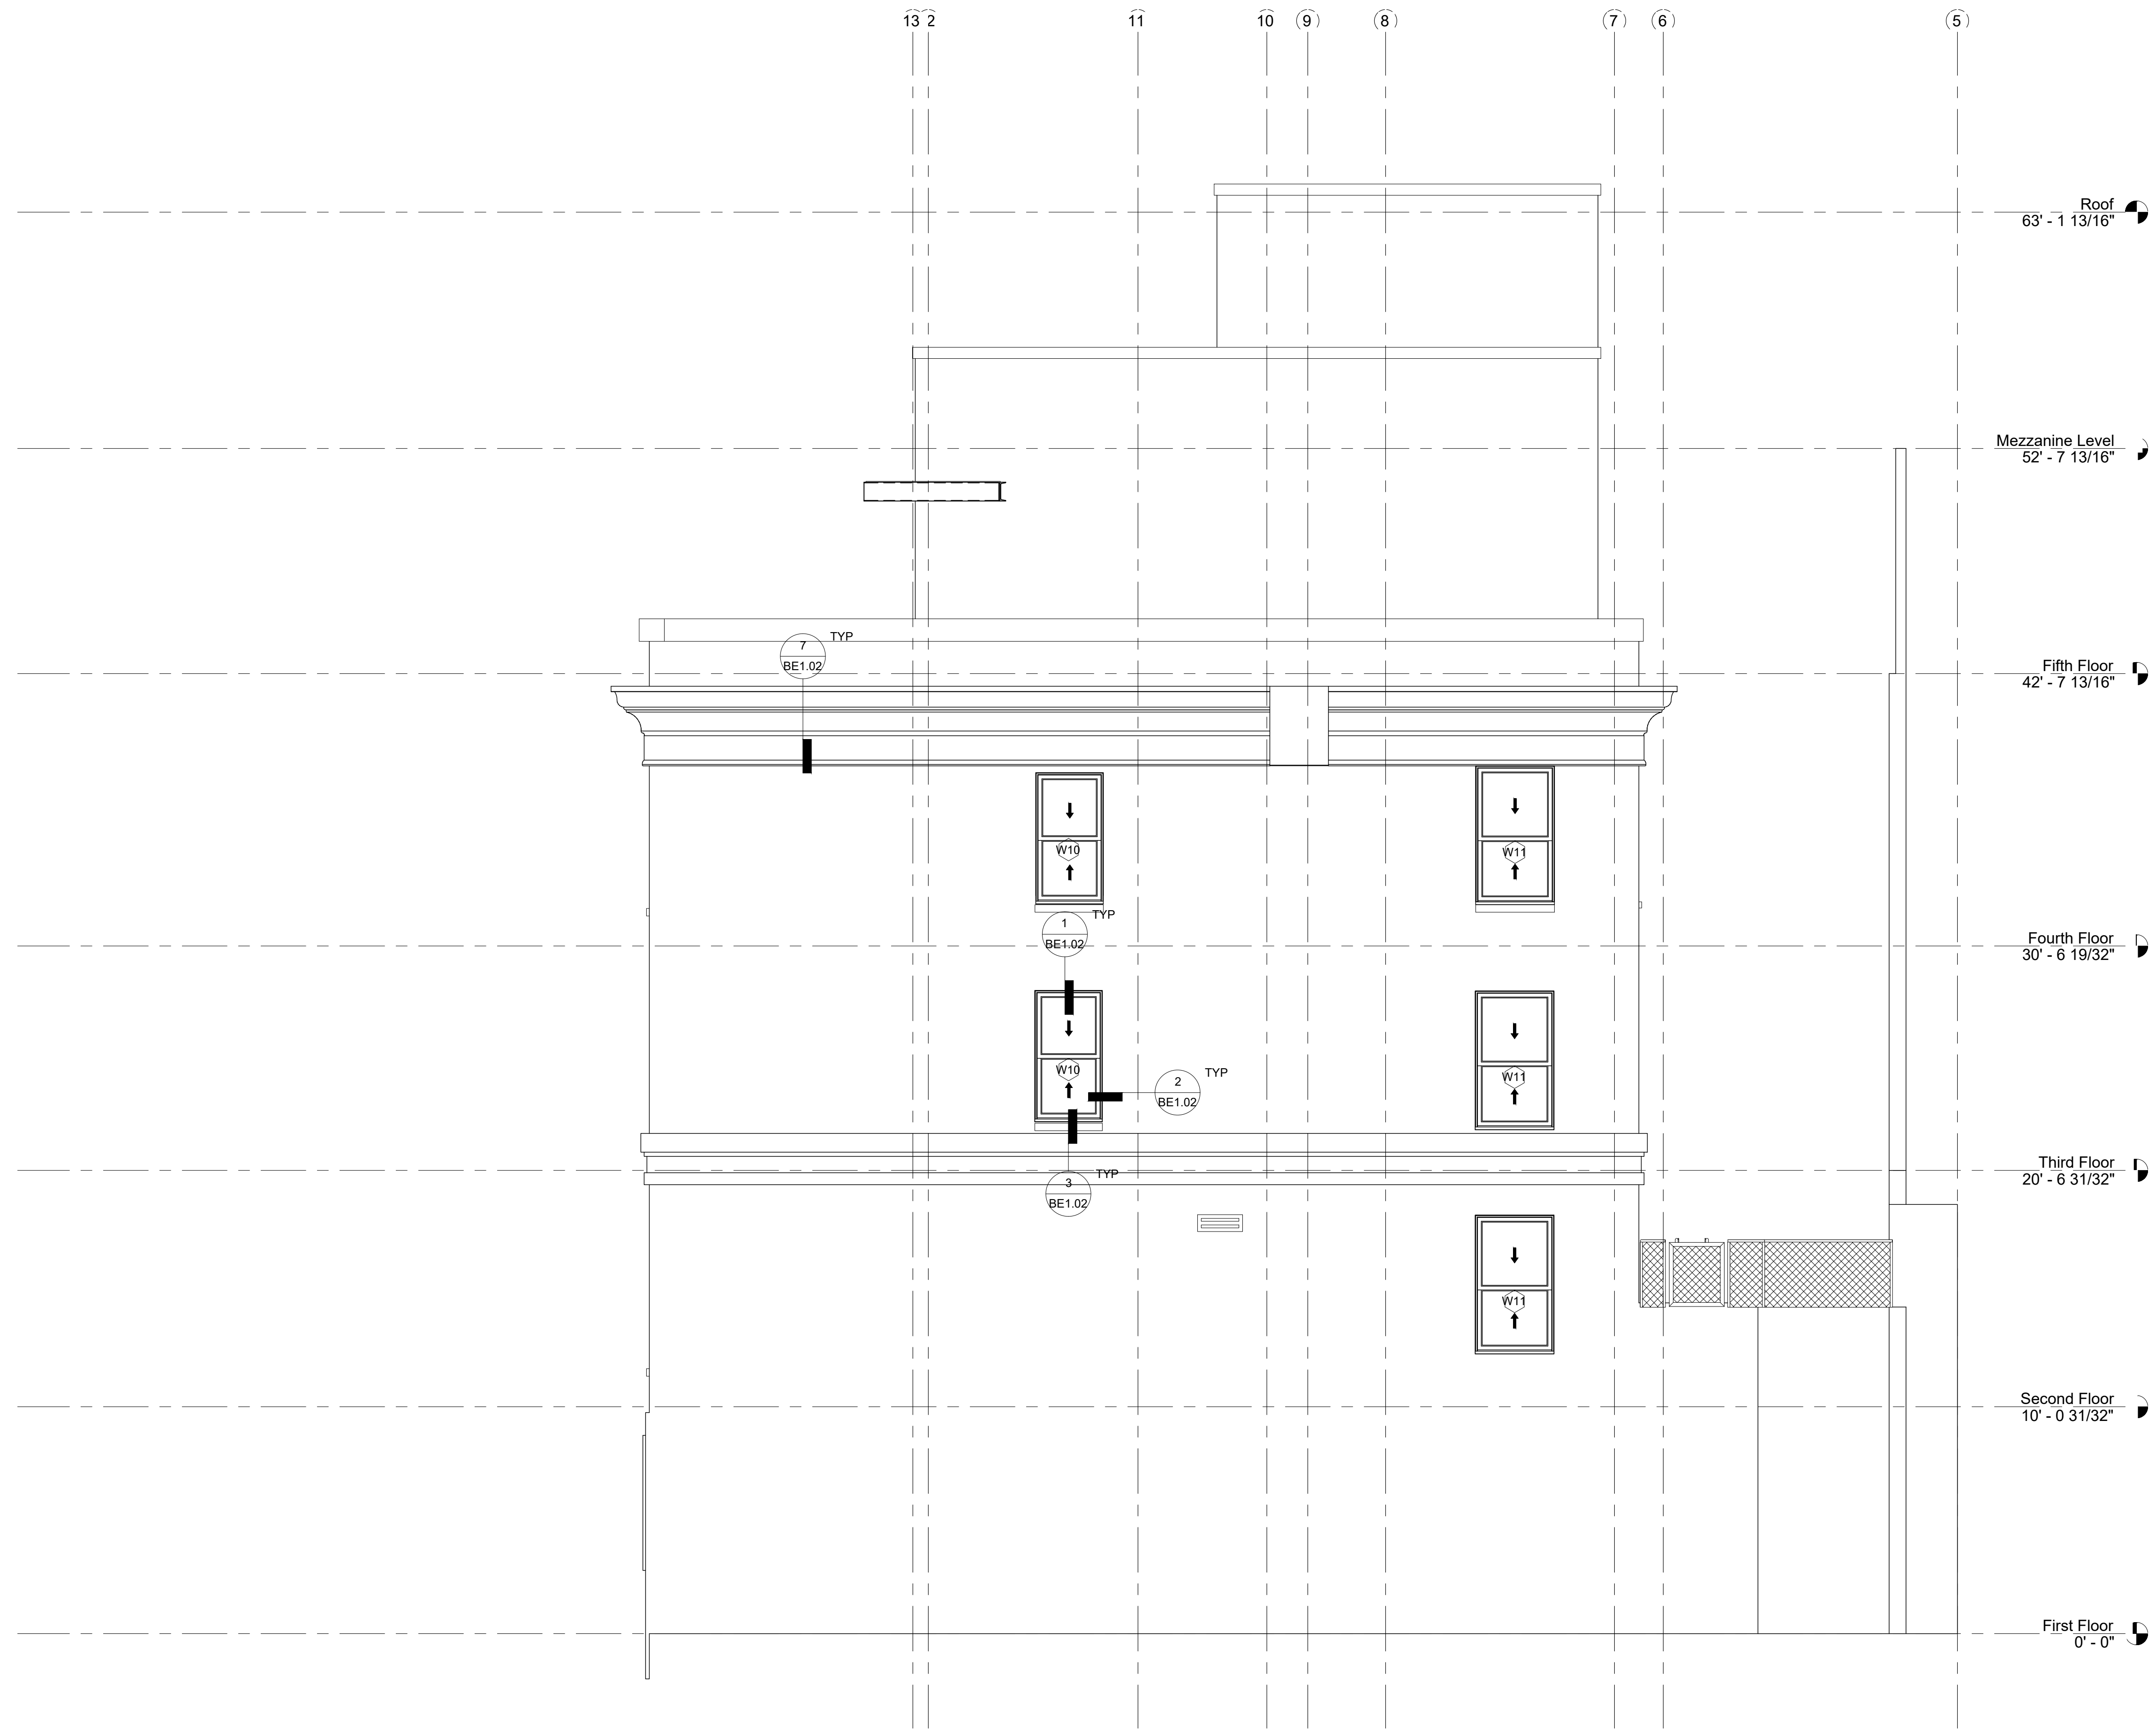 13 2 11 10 9 8 7 6 5
Roof
63' - 1 13/16"
Mezzanine Level
52' - 7 13/16"
7
BE1.02
TYP
Fifth Floor
42' - 7 13/16"
W10
W11
1
BE1.02
TYP
Fourth Floor
30' - 6 19/32"
W10
W11
2
BE1.02
TYP
3
BE1.02
TYP
Third Floor
20' - 6 31/32"
W11
Second Floor
10' - 0 31/32"
First Floor
0' - 0"